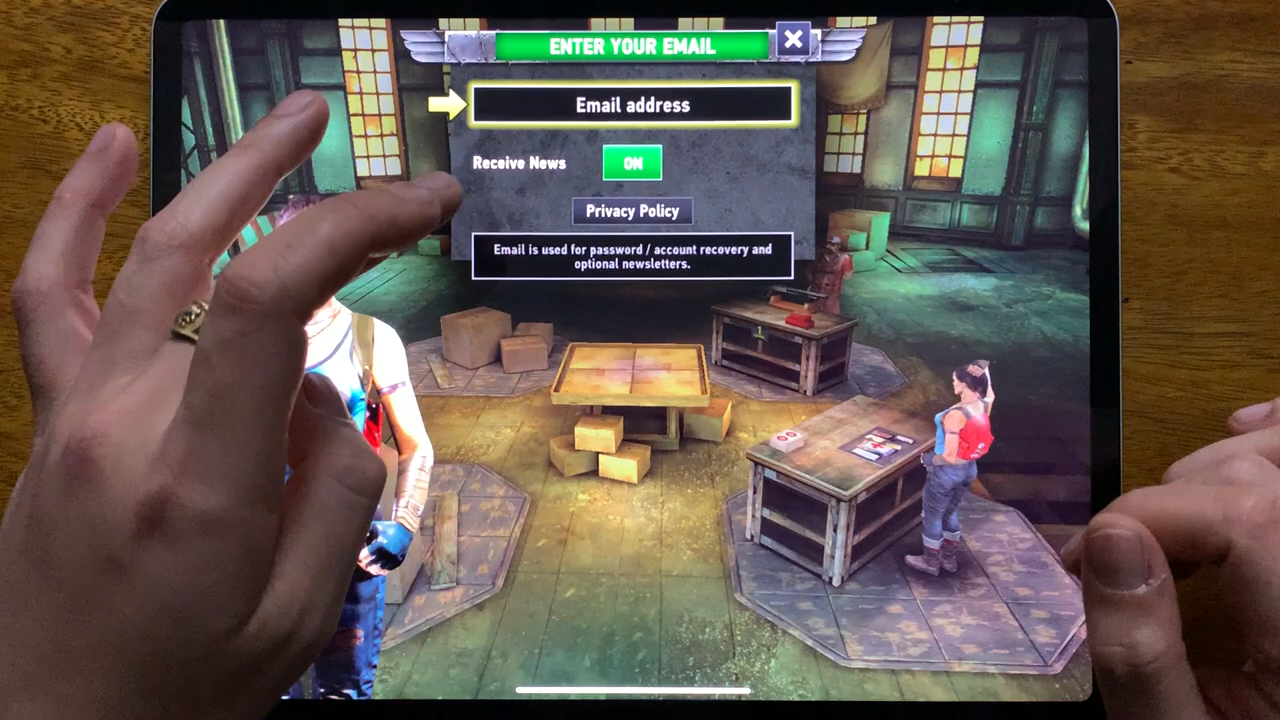 ENTER YOUR EMAIL
X
Email address
Receive News
ON
Privacy Policy
Email is used for password / account recovery and
optional newsletters.
1